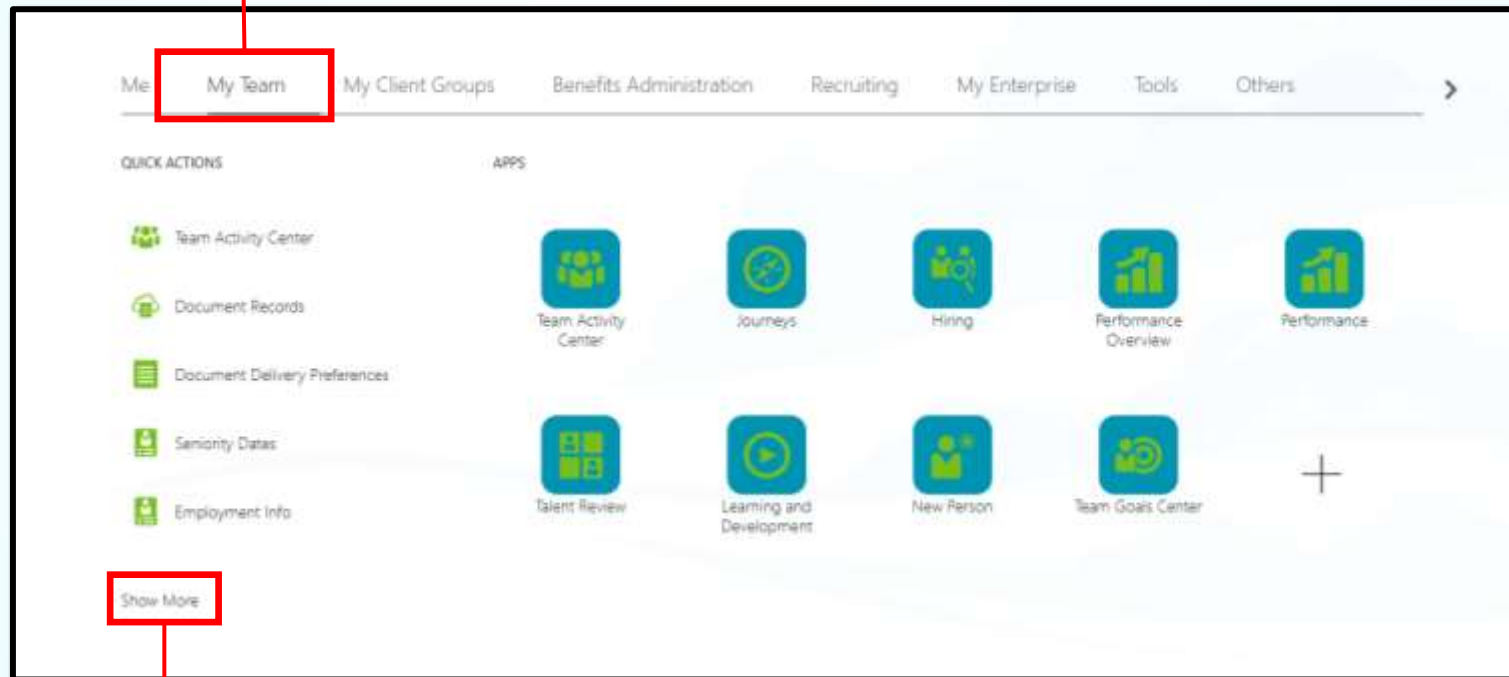 Me My Team My Client Groups Benefits Administration Recruiting My Enterprise Tools Others
QUICK ACTIONS
Team Activity Center
Document Records
Document Delivery Preferences
Seniority Dates
Employment Info
Show More
APPS
Team Activity
Center
Journeys
Hiring
Performance
Overview
Performance
Talent Review
Learning and
Development
New Person
Team Goals Center